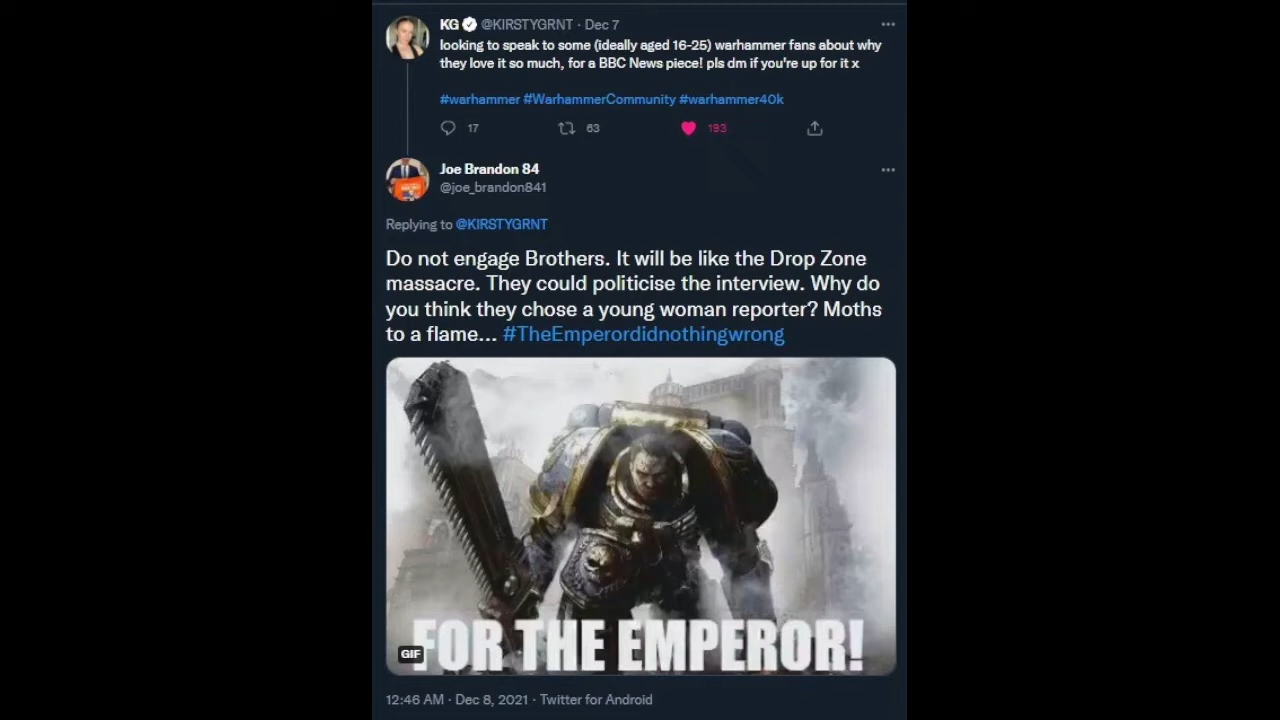 KG @KIRSTYGRNT · Dec 7
looking to speak to some (ideally aged 16-25) warhammer fans about why
they love it so much, for a BBC News piece! pls dm if you're up for it x
#warhammer #WarhammerCommunity #warhammer40k
17 63 193
Joe Brandon 84
@joe_brandon841
Replying to @KIRSTYGRNT
Do not engage Brothers. It will be like the Drop Zone
massacre. They could politicise the interview. Why do
you think they chose a young woman reporter? Moths
to a flame... #TheEmperordidnothingwrong
FOR THE EMPEROR!
GIF
12:46 AM · Dec 8, 2021 · Twitter for Android